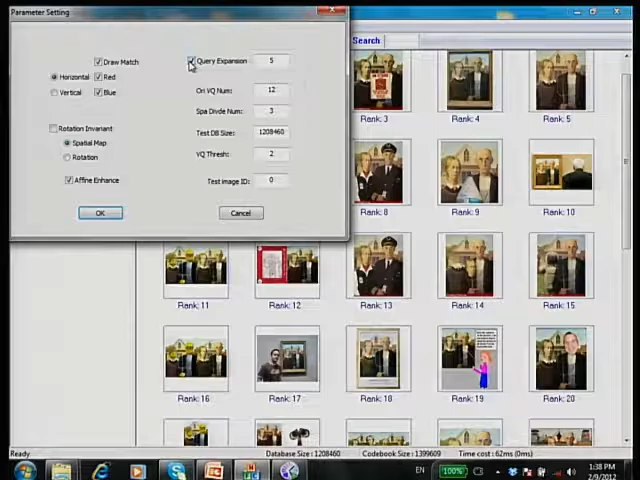 Parameter Setting
Draw Match
Query Expansion 5
Horizontal
Red
Vertical
Blue
On VQ Num: 12
Spa Divde Num: 3
Rotation Invariant
Test DB Size: 1208460
Spatial Map
Rotation
VQ Thresh: 2
Affine Enhance
Test image ID: 0
OK
Cancel
Search
Rank: 3
Rank: 4
Rank: 5
Rank: 8
Rank: 9
Rank: 10
Rank: 11
Rank: 12
Rank: 13
Rank: 14
Rank: 15
Rank: 16
Rank: 17
Rank: 18
Rank: 19
Rank: 20
Ready
Database Size : 1208460
Codebook Size : 1399609
Time cost : 62ms (0ms)
EN
100%
1:38 PM
2/9/2012